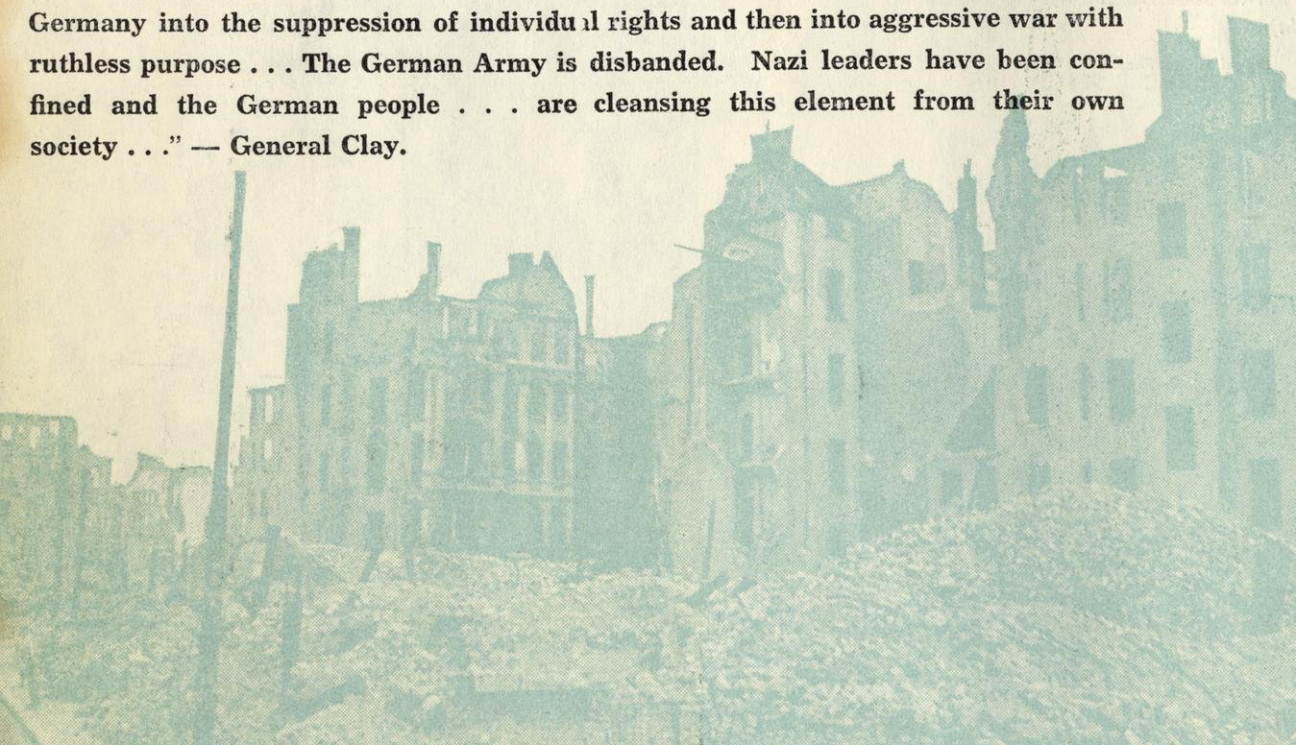 Germany into the suppression of individual rights and then into aggressive war with
ruthless purpose . . . The German Army is disbanded. Nazi leaders have been con-
fined and the German people . . . are cleansing this element from their own
society . . .” — General Clay.